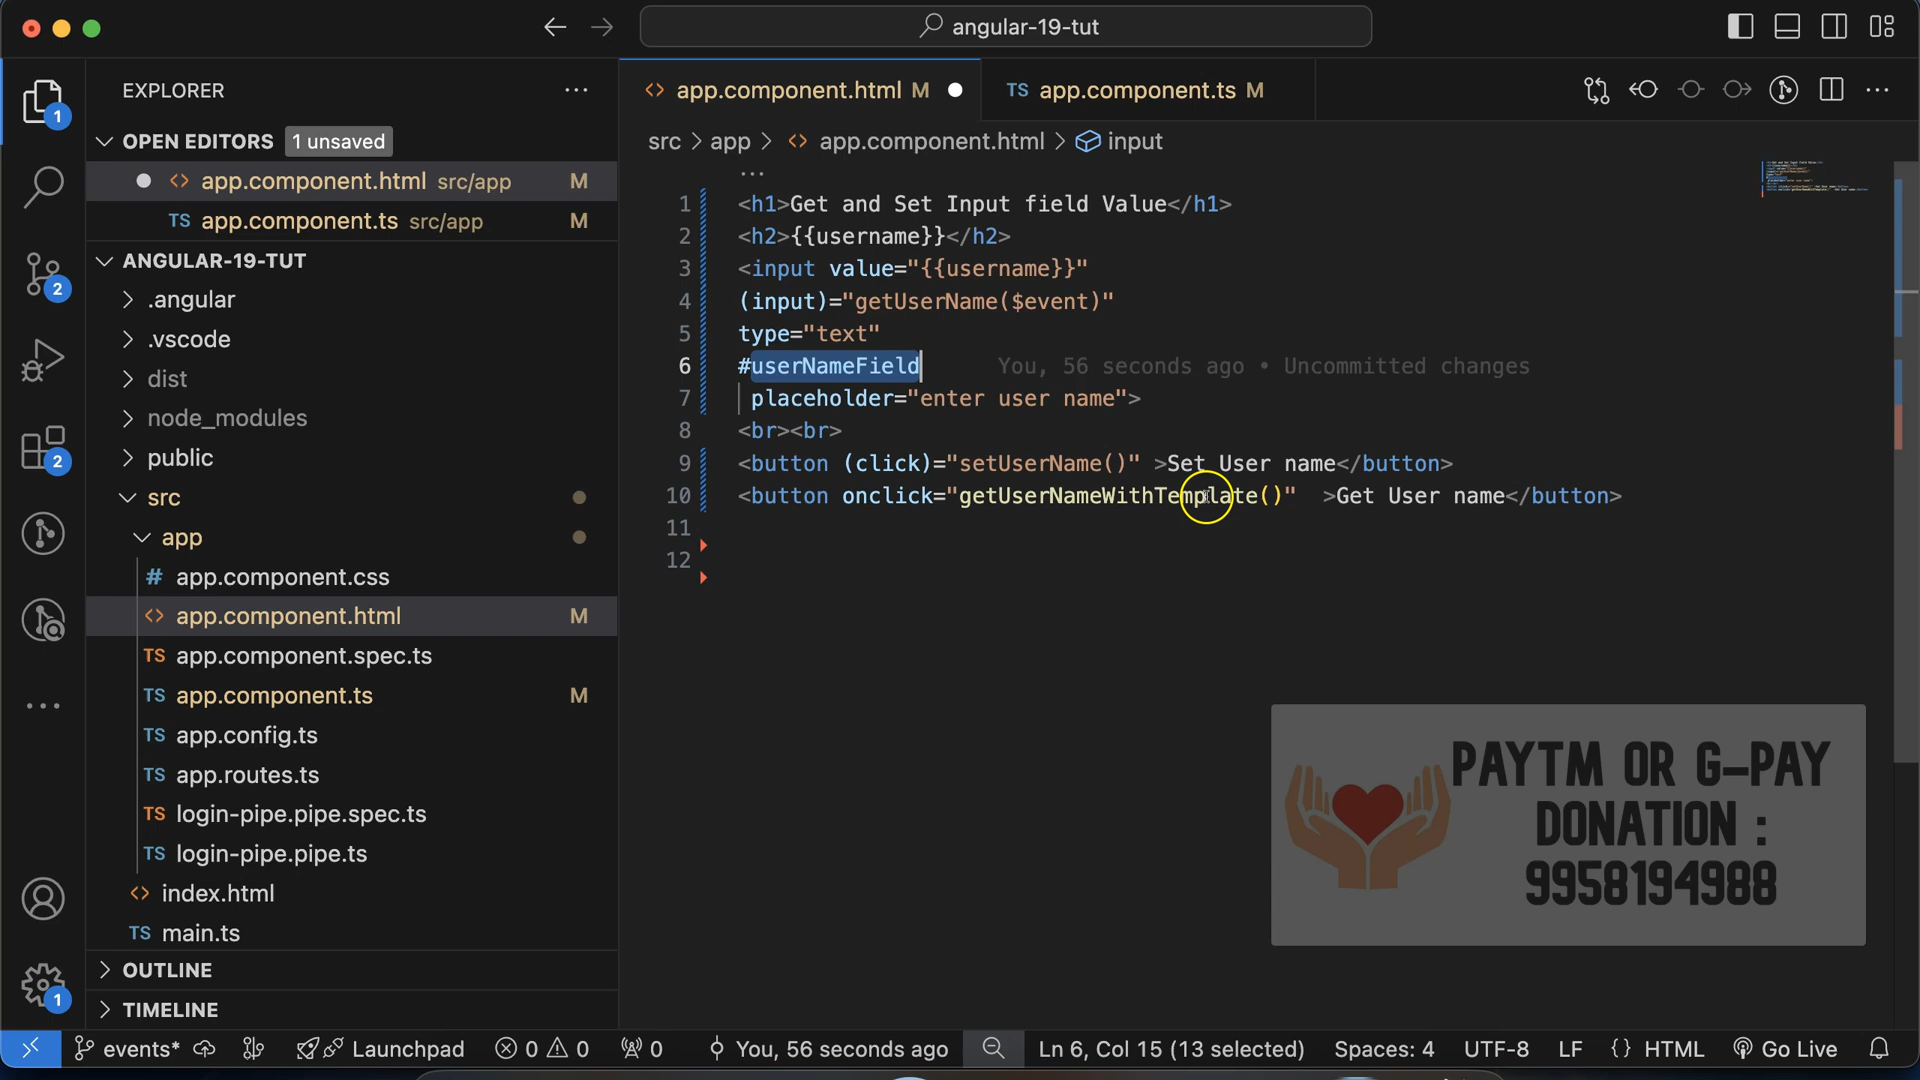 angular-19-tut
EXPLORER
OPEN EDITORS 1 unsaved
app.component.html src/app M
TS app.component.ts src/app M
ANGULAR-19-TUT
.angular
.vscode
dist
node_modules
public
src
app
# app.component.css
app.component.html M
TS app.component.spec.ts
TS app.component.ts M
TS app.config.ts
TS app.routes.ts
TS login-pipe.pipe.spec.ts
TS login-pipe.pipe.ts
index.html
TS main.ts
OUTLINE
TIMELINE
1
2
2
1
app.component.html M
TS app.component.ts M
src > app > app.component.html > input
1 <h1>Get and Set Input field Value</h1>
2 <h2>{{username}}</h2>
3 <input value="{{username}}"
4 (input)="getUserName($event)"
5 type="text"
6 #userNameField You, 56 seconds ago • Uncommitted changes
7 placeholder="enter user name">
8 <br><br>
9 <button (click)="setUserName()" >Set User name</button>
10 <button onclick="getUserNameWithTemplate()" >Get User name</button>
11
12
PAYTM OR G-PAY
DONATION :
9958194988
events* Launchpad 0 0 0 You, 56 seconds ago Ln 6, Col 15 (13 selected) Spaces: 4 UTF-8 LF {} HTML Go Live